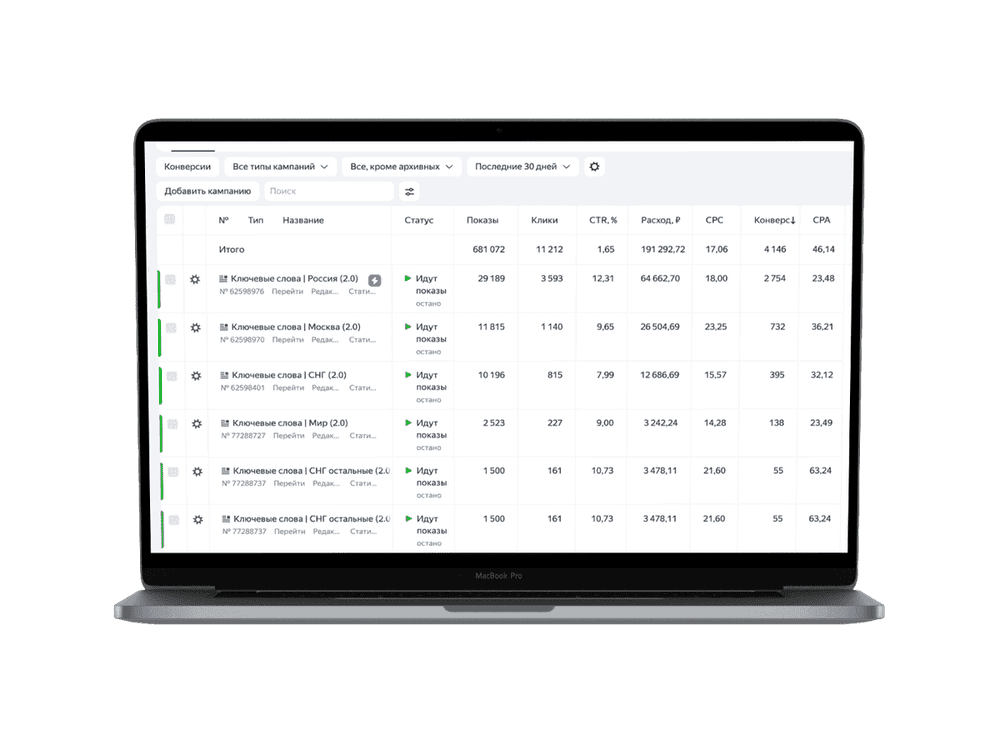 Конверсии Все типы кампаний Все, кроме архивных Последние 30 дней
Добавить кампанию Поиск
№ Тип Название Статус Показы Клики CTR, % Расход, ₽ CPC Конверс↓ CPA
Итого 681 072 11 212 1,65 191 292,72 17,06 4 146 46,14
Ключевые слова | Россия (2.0) Идут 29 189 3 593 12,31 64 662,70 18,00 2 754 23,48
№ 62598976 Перейти Редак... Стати... показы
остано
Ключевые слова | Москва (2.0) Идут 11 815 1 140 9,65 26 504,69 23,25 732 36,21
№ 62598970 Перейти Редак... Стати... показы
остано
Ключевые слова | СНГ (2.0) Идут 10 196 815 7,99 12 686,69 15,57 395 32,12
№ 62598401 Перейти Редак... Стати... показы
остано
Ключевые слова | Мир (2.0) Идут 2 523 227 9,00 3 242,24 14,28 138 23,49
№ 77288727 Перейти Редак... Стати... показы
остано
Ключевые слова | СНГ остальные (2.0 Идут 1 500 161 10,73 3 478,11 21,60 55 63,24
№ 77288737 Перейти Редак... Стати... показы
остано
Ключевые слова | СНГ остальные (2.0 Идут 1 500 161 10,73 3 478,11 21,60 55 63,24
№ 77288737 Перейти Редак... Стати... показы
остано
MacBook Pro